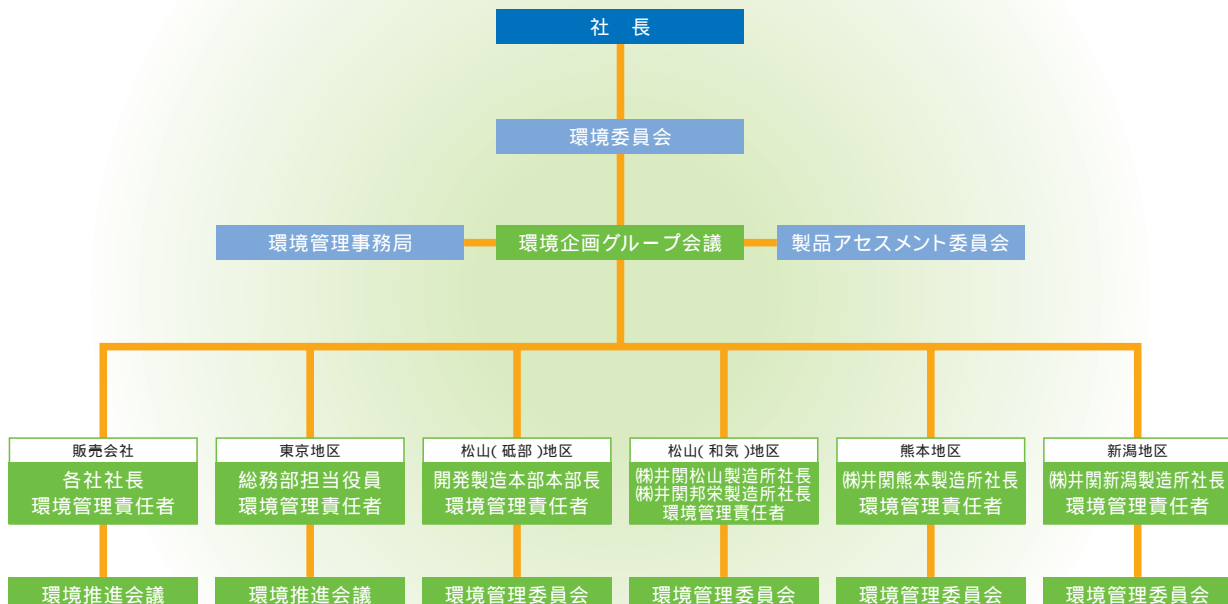 社 長
環境委員会
環境管理事務局
環境企画グループ会議
製品アセスメント委員会
販売会社
各社社長
環境管理責任者
東京地区
総務部担当役員
環境管理責任者
松山(砥部)地区
開発製造本部本部長
環境管理責任者
松山(和気)地区
㈱井関松山製造所社長
㈱井関邦栄製造所社長
環境管理責任者
熊本地区
㈱井関熊本製造所社長
環境管理責任者
新潟地区
㈱井関新潟製造所社長
環境管理責任者
環境推進会議
環境推進会議
環境管理委員会
環境管理委員会
環境管理委員会
環境管理委員会